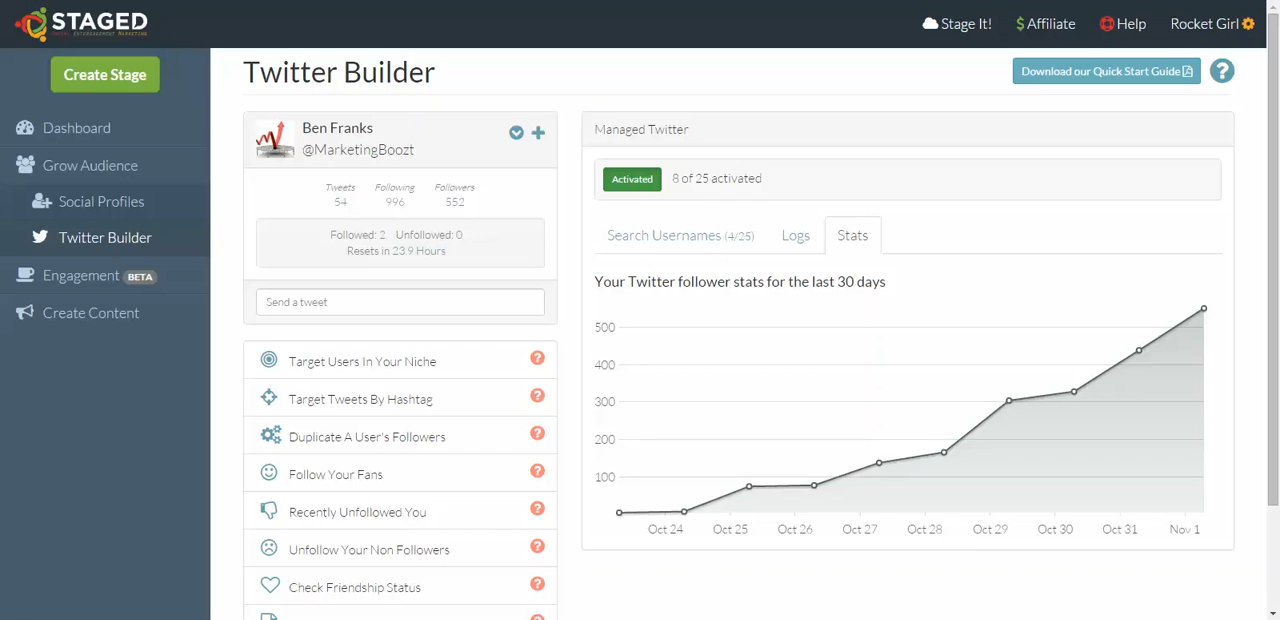 STAGED
Stage It!
Affiliate
Help
Rocket Girl
Create Stage
Dashboard
Grow Audience
Social Profiles
Twitter Builder
Engagement BETA
Create Content
Twitter Builder
Download our Quick Start Guide
?
Ben Franks
@MarketingBoozt
Tweets Following Followers
54 996 552
Followed: 2 Unfollowed: 0
Resets in 23.9 Hours
Send a tweet
Target Users In Your Niche ?
Target Tweets By Hashtag ?
Duplicate A User's Followers ?
Follow Your Fans ?
Recently Unfollowed You ?
Unfollow Your Non Followers ?
Check Friendship Status ?
Managed Twitter
Activated 8 of 25 activated
Search Usernames (4/25) Logs Stats
Your Twitter follower stats for the last 30 days
500
400
300
200
100
Oct 24 Oct 25 Oct 26 Oct 27 Oct 28 Oct 29 Oct 30 Oct 31 Nov 1